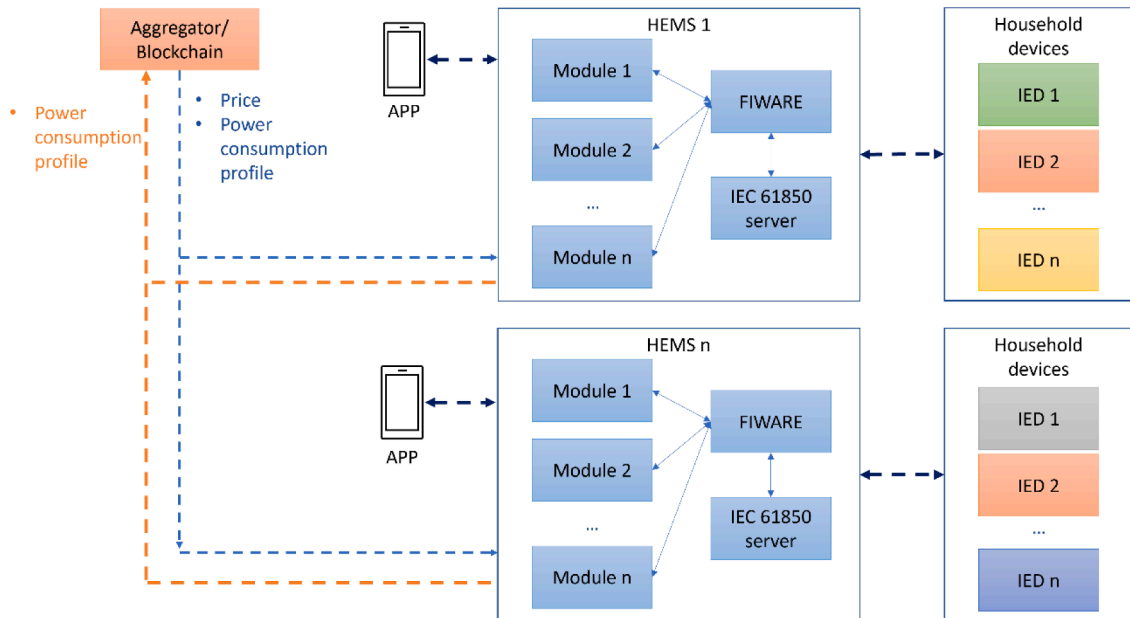 Aggregator/
Blockchain
• Power
consumption
profile
• Price
• Power
consumption
profile
APP
HEMS 1
Module 1
Module 2
...
Module n
FIWARE
IEC 61850
server
Household
devices
IED 1
IED 2
...
IED n
APP
HEMS n
Module 1
Module 2
...
Module n
FIWARE
IEC 61850
server
Household
devices
IED 1
IED 2
...
IED n